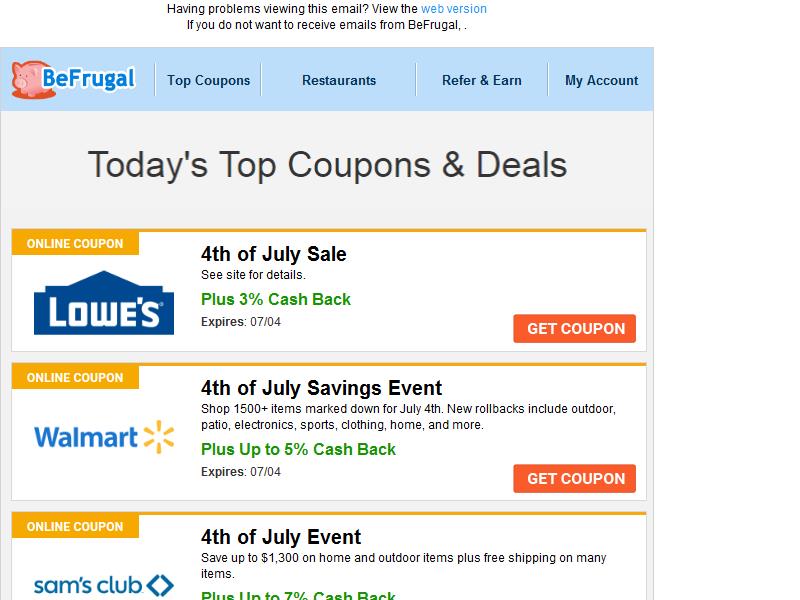 Having problems viewing this email? View the web version
If you do not want to receive emails from BeFrugal, .
BeFrugal
Top Coupons
Restaurants
Refer & Earn
My Account
Today's Top Coupons & Deals
ONLINE COUPON
LOWE'S
4th of July Sale
See site for details.
Plus 3% Cash Back
Expires: 07/04
GET COUPON
ONLINE COUPON
Walmart
4th of July Savings Event
Shop 1500+ items marked down for July 4th. New rollbacks include outdoor,
patio, electronics, sports, clothing, home, and more.
Plus Up to 5% Cash Back
Expires: 07/04
GET COUPON
ONLINE COUPON
sam's club
4th of July Event
Save up to $1,300 on home and outdoor items plus free shipping on many
items.
Plus Up to 7% Cash Back